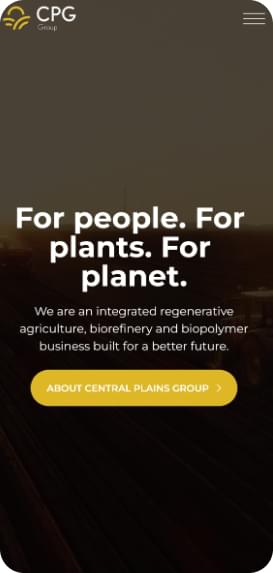 CPG
Group
For people. For
plants. For
planet.
We are an integrated regenerative
agriculture, biorefinery and biopolymer
business built for a better future.
ABOUT CENTRAL PLAINS GROUP